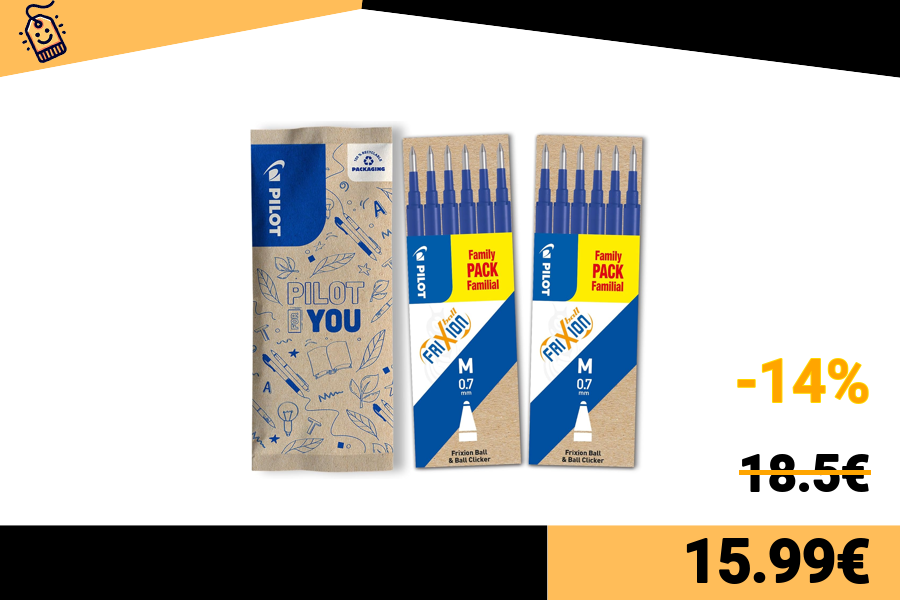 100% RECYCLABLE
PACKAGING
PILOT
A
PILOT
FOR
YOU
A
T
PILOT
Family
PACK
Familial
ball
FRIXION
M
0.7
mm
Frixion Ball
& Ball Clicker
PILOT
Family
PACK
Familial
ball
FRIXION
M
0.7
mm
Frixion Ball
& Ball Clicker
-14%
18.5€
15.99€